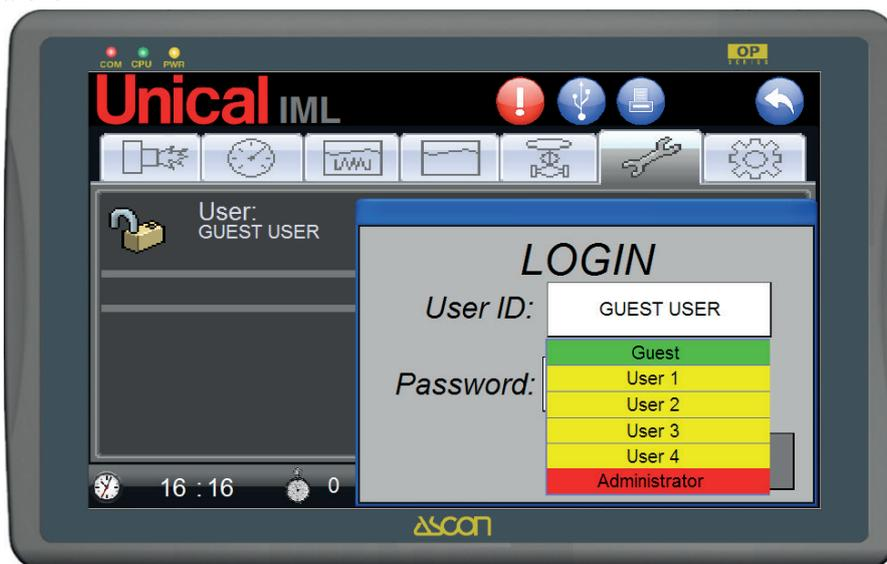 COM CPU PWR
OP
SERIES
Unical IML
User:
GUEST USER
LOGIN
User ID: GUEST USER
Guest
Password: User 1
User 2
User 3
User 4
Administrator
16 : 16 0
ascon